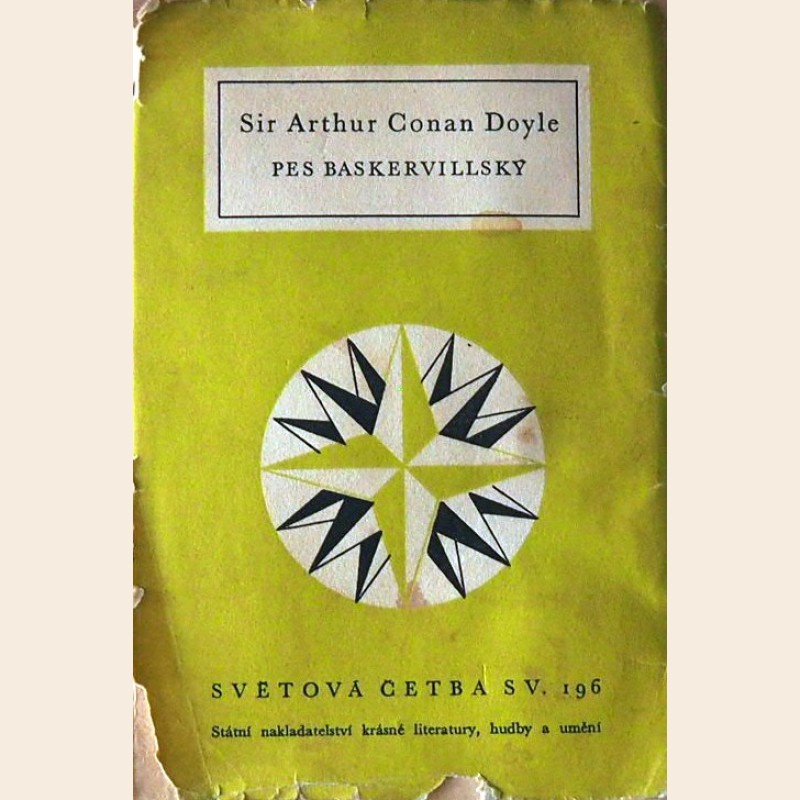 Sir Arthur Conan Doyle
PES BASKERVILLSKÝ
SVĚTOVÁ ČETBA SV. 196
Státní nakladatelství krásné literatury, hudby a umění